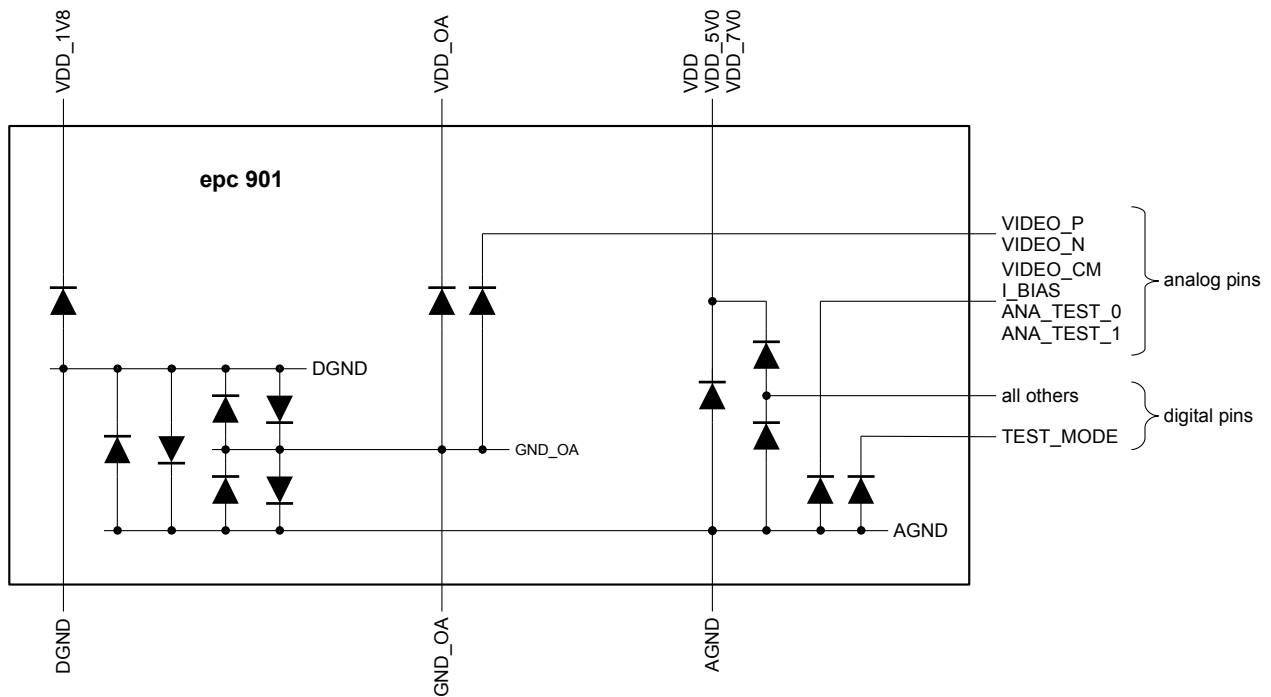 VDD_1V8
VDD_OA
VDD
VDD_5V0
VDD_7V0
epc 901
VIDEO_P
VIDEO_N
VIDEO_CM
I_BIAS
ANA_TEST_0
ANA_TEST_1
analog pins
DGND
all others
digital pins
TEST_MODE
GND_OA
AGND
DGND
GND_OA
AGND